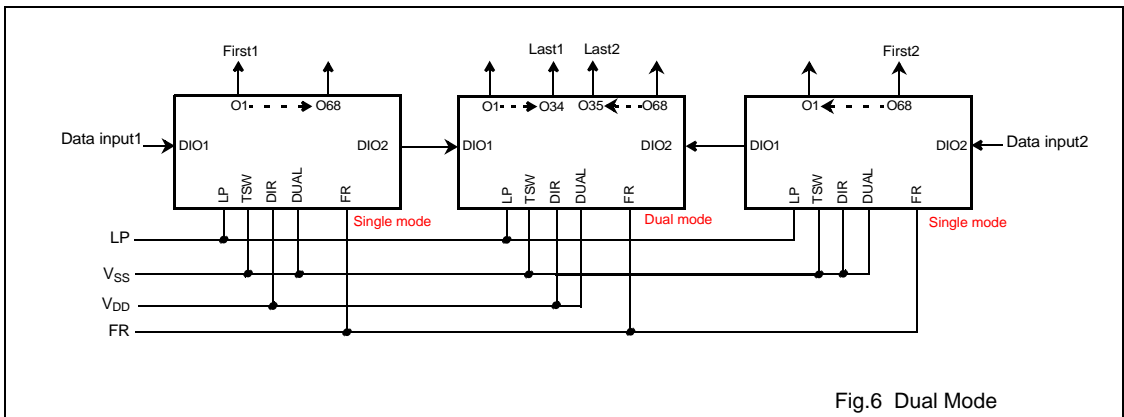 First1 Last1 Last2 First2
O1 O68 O1 O34 O35 O68 O1 O68
Data input1 DIO1 DIO2 DIO1 DIO2 DIO1 DIO2 Data input2
LP TSW DIR DUAL FR LP TSW DIR DUAL FR LP TSW DIR DUAL FR
Single mode Dual mode Single mode
LP
VSS
VDD
FR
Fig.6 Dual Mode